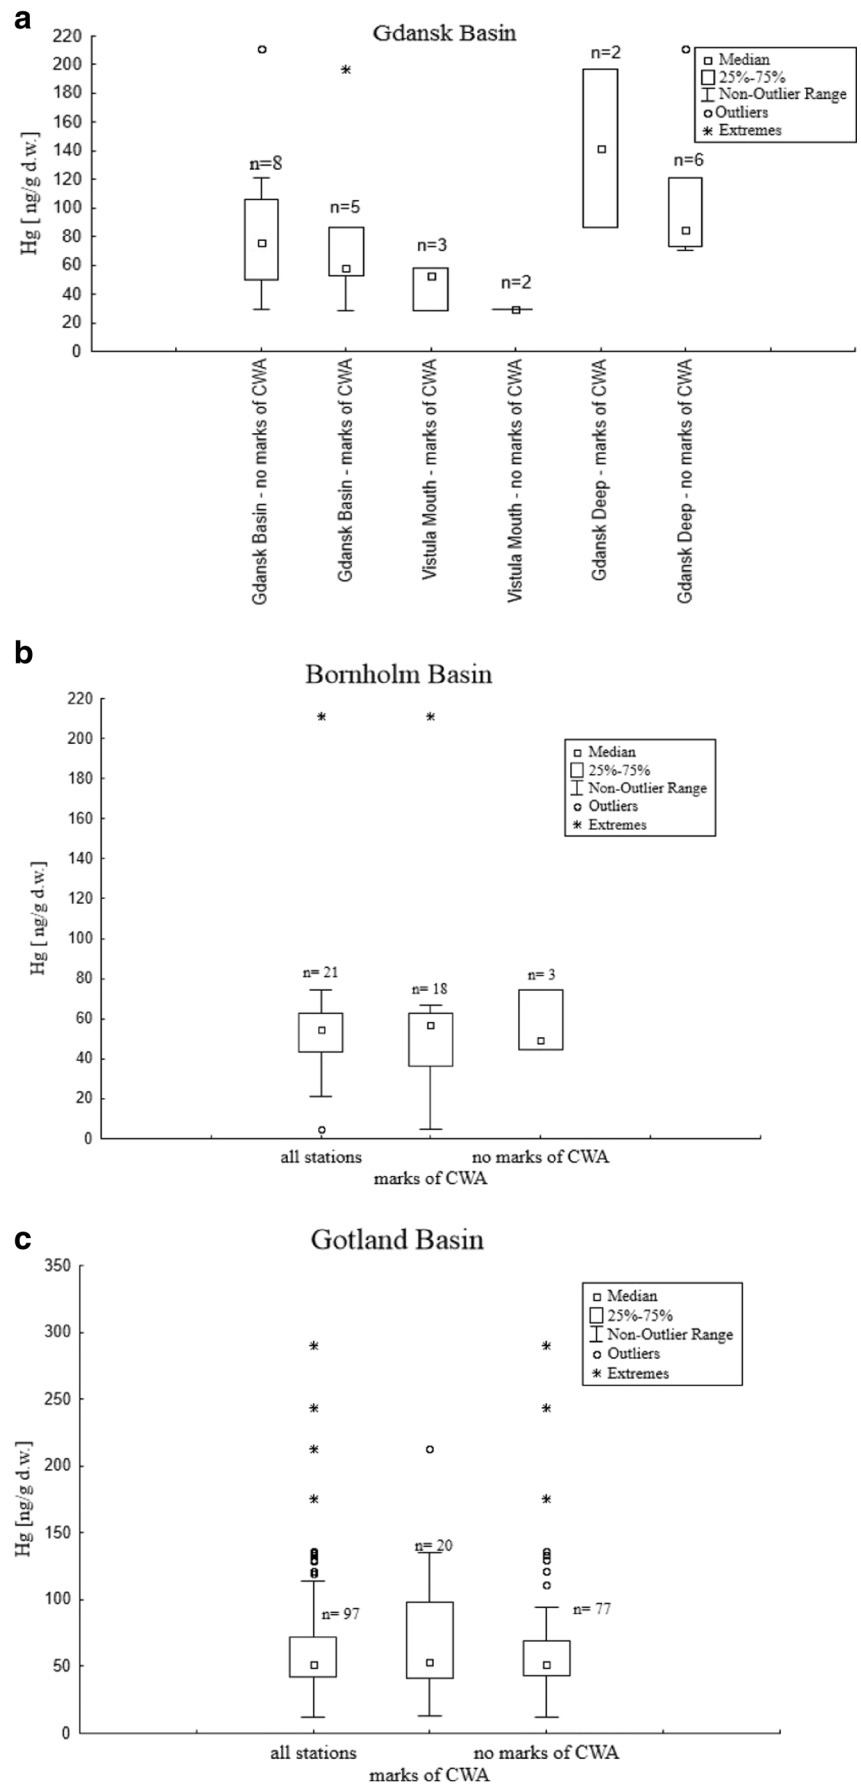 a
Gdansk Basin
Hg [ ng/g d.w.]
220
200
180
160
140
120
100
80
60
40
20
0
n=8
n=5
n=3
n=2
n=2
n=6
Median
25%-75%
Non-Outlier Range
Outliers
Extremes
Gdansk Basin - no marks of CWA
Gdansk Basin - marks of CWA
Vistula Mouth - marks of CWA
Vistula Mouth - no marks of CWA
Gdansk Deep - marks of CWA
Gdansk Deep - no marks of CWA
b
Bornholm Basin
Hg [ ng/g d.w.]
220
200
180
160
140
120
100
80
60
40
20
0
n= 21
n= 18
n= 3
Median
25%-75%
Non-Outlier Range
Outliers
Extremes
all stations
no marks of CWA
marks of CWA
c
Gotland Basin
Hg [ng/g d.w.]
350
300
250
200
150
100
50
0
n= 97
n= 20
n= 77
Median
25%-75%
Non-Outlier Range
Outliers
Extremes
all stations
no marks of CWA
marks of CWA